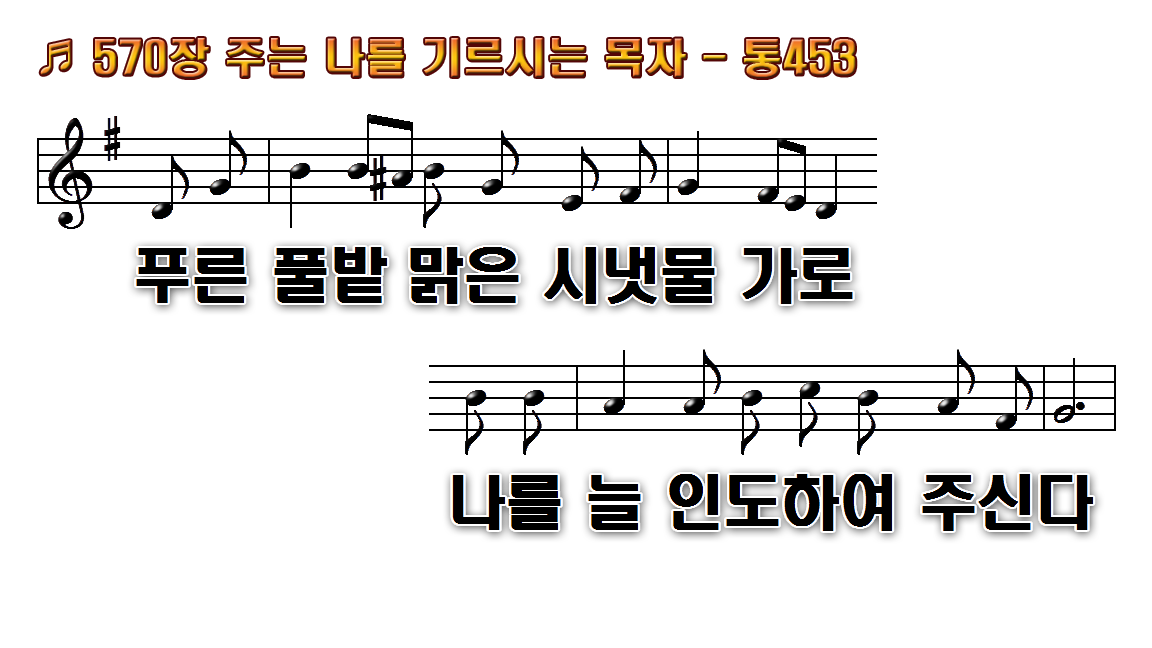 ♬ 570장 주는 나를 기르시는 목자 - 통453
푸른 풀밭 맑은 시냇물 가로
나를 늘 인도하여 주신다